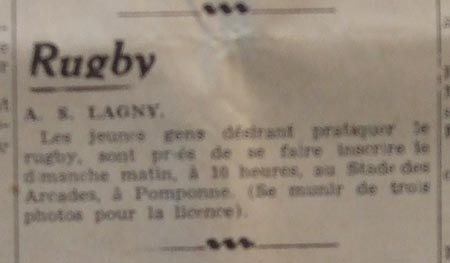 Rugby
A. S. LAGNY.
Les jeunes gens désirant pratiquer le
rugby, sont priés de se faire inscrire le
dimanche matin, à 10 heures, au Stade des
Arcades, à Pomponne. (Se munir de trois
photos pour la licence).